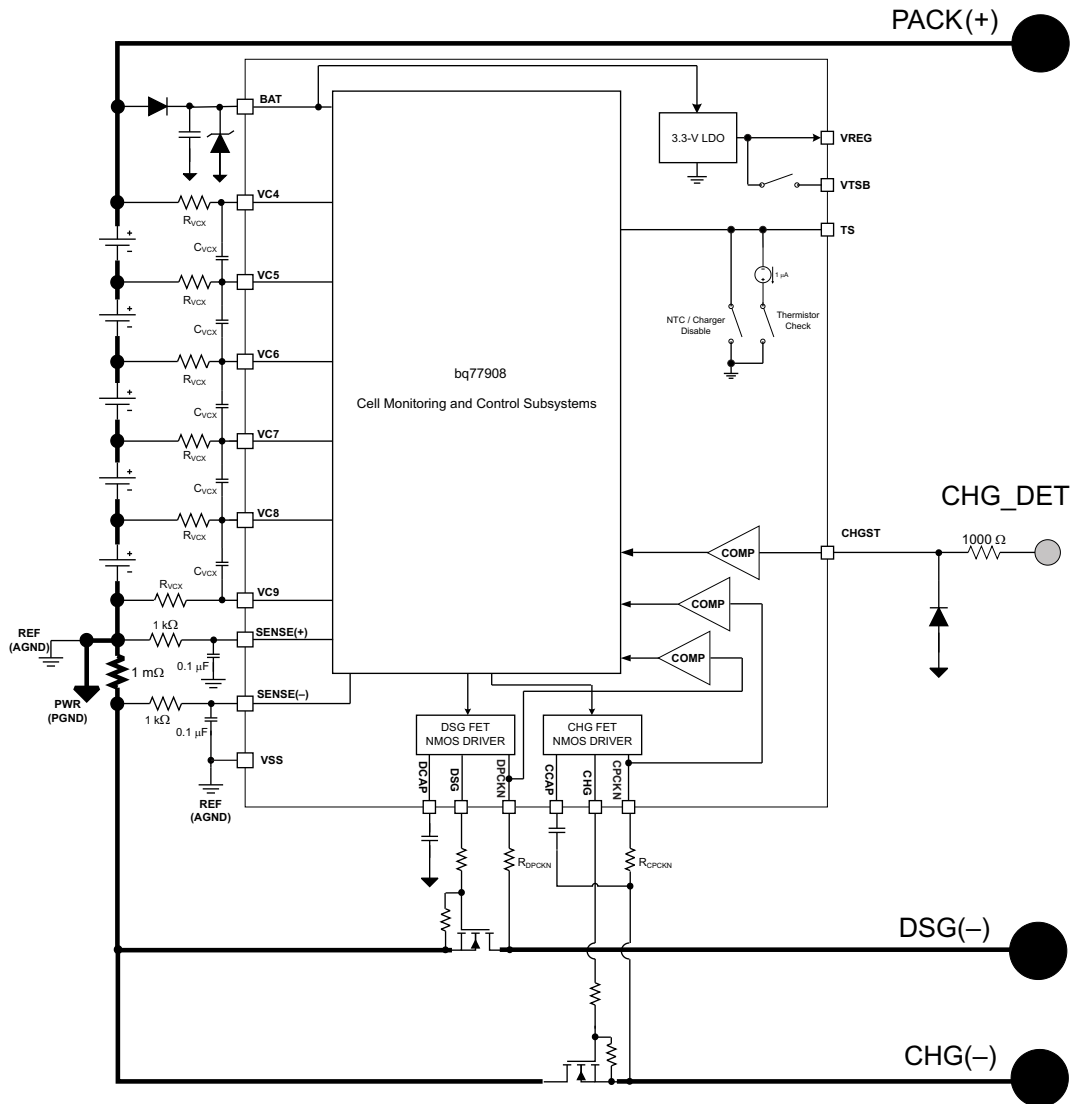 PACK(+)
BAT
3.3-V LDO
VREG
VTSB
VC4
RVCX
CVCX
TS
+
-
1 µA
NTC / Charger
Disable
Thermistor
Check
VC5
RVCX
CVCX
+
-
VC6
RVCX
CVCX
+
-
bq77908
Cell Monitoring and Control Subsystems
VC7
RVCX
CVCX
+
-
VC8
RVCX
CVCX
+
-
CHG_DET
CHGST
1000 Ω
COMP
COMP
COMP
RVCX
VC9
REF
(AGND)
1 kΩ
SENSE(+)
0.1 µF
1 mΩ
PWR
(PGND)
1 kΩ
SENSE(–)
0.1 µF
VSS
REF
(AGND)
DSG FET
NMOS DRIVER
CHG FET
NMOS DRIVER
DCAP
DSG
DPCKN
CCAP
CHG
CPCKN
RDPCKN
RCPCKN
DSG(–)
CHG(–)